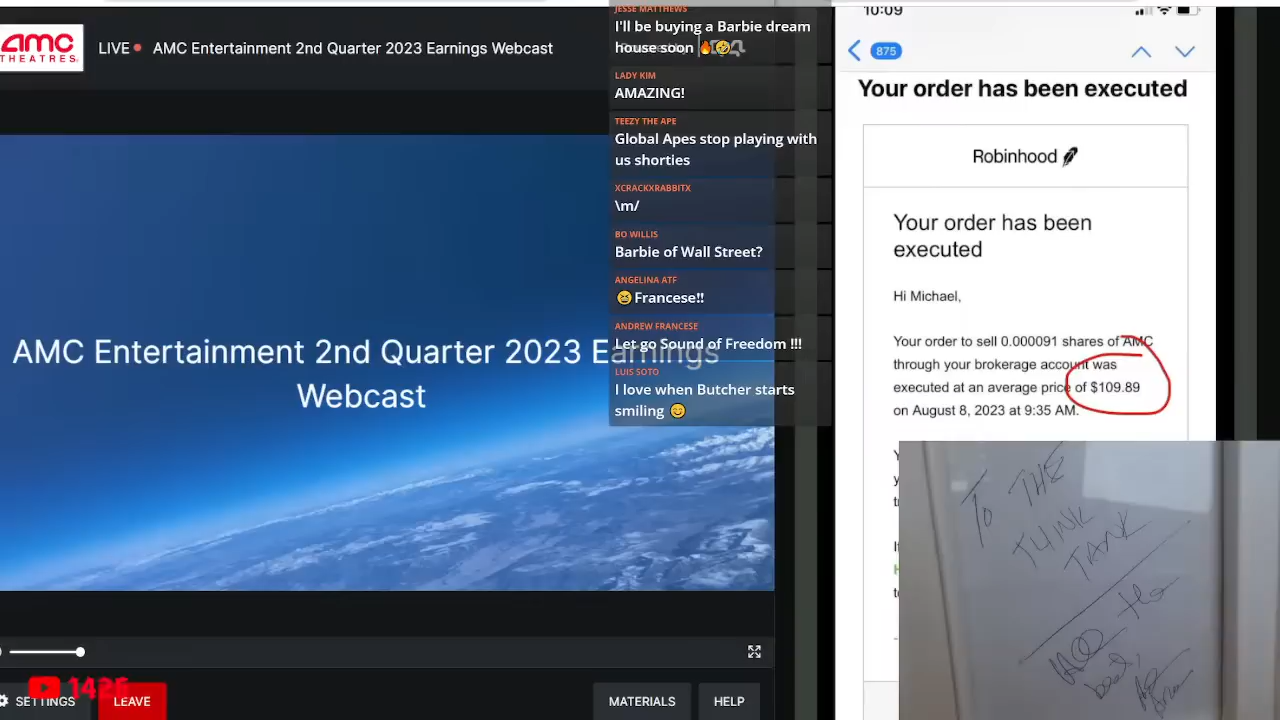 amc
THEATRES
LIVE AMC Entertainment 2nd Quarter 2023 Earnings Webcast
AMC Entertainment 2nd Quarter 2023 Earnings
Webcast
SETTINGS
LEAVE
MATERIALS
HELP
JESSE MATTHEWS
I'll be buying a Barbie dream
house soon
LADY KIM
AMAZING!
TEEZY THE APE
Global Apes stop playing with
us shorties
XCRACKXRABBITX
\m/
BO WILLIS
Barbie of Wall Street?
ANGELINA ATF
😆 Francese!!
ANDREW FRANCESE
Let go Sound of Freedom !!!
LUIS SOTO
I love when Butcher starts
smiling 😊
10:09
875
Your order has been executed
Robinhood
Your order has been
executed
Hi Michael,
Your order to sell 0.000091 shares of AMC
through your brokerage account was
executed at an average price of $109.89
on August 8, 2023 at 9:35 AM.
To THE
THINK
TANK
All the
best,